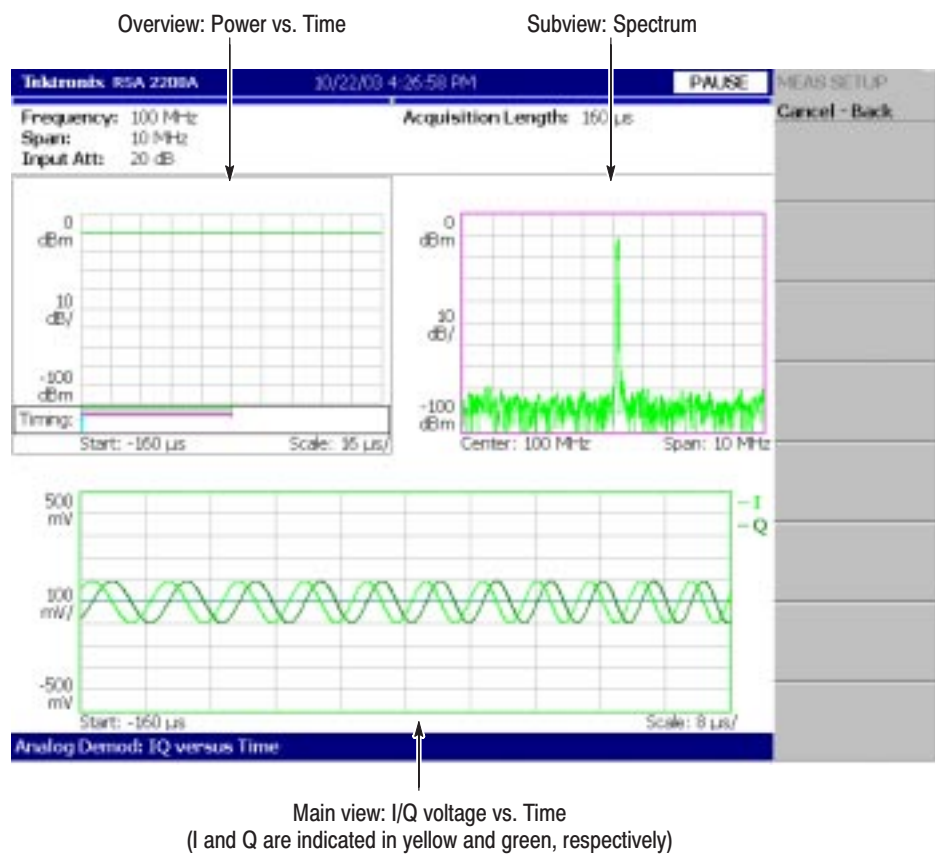 Overview: Power vs. Time
Subview: Spectrum
Tektronix RSA 2200A 10/22/03 4:26:58 PM PAUSE MEAS SETUP
Frequency: 100 MHz Acquisition Length: 160 µs Cancel - Back
Span: 10 MHz
Input Att: 20 dB
0
dBm
10
dB/
-100
dBm
Timing:
Start: -160 µs Scale: 16 µs/
0
dBm
10
dB/
-100
dBm
Center: 100 MHz Span: 10 MHz
500
mV
100
mV/
-500
mV
-I
-Q
Start: -160 µs Scale: 8 µs/
Analog Demod: IQ versus Time
Main view: I/Q voltage vs. Time
(I and Q are indicated in yellow and green, respectively)